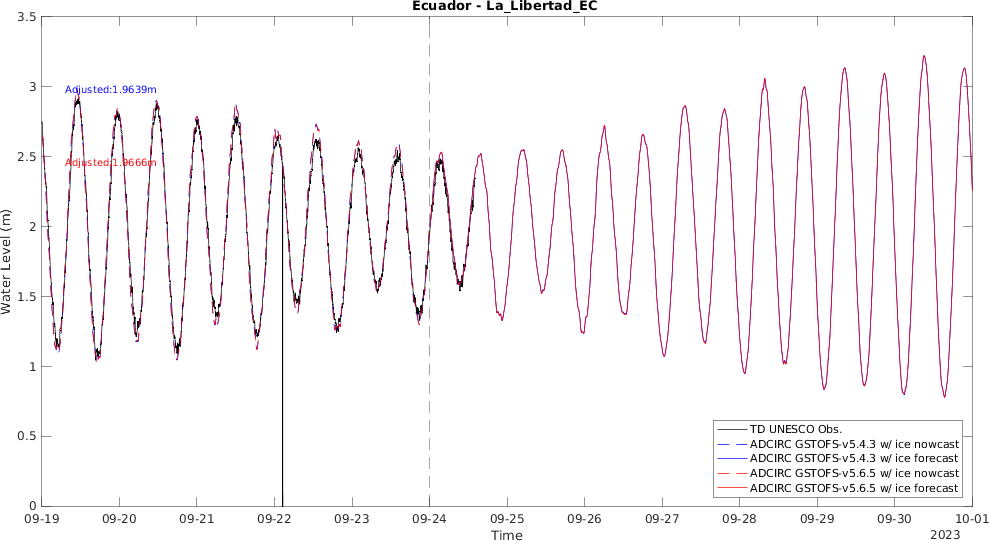 Ecuador - La_Libertad_EC
3.5
3
2.5
2
1.5
1
0.5
0
Water Level (m)
Adjusted:1.9639m
Adjusted:1.9666m
TD UNESCO Obs.
ADCIRC GSTOFS-v5.4.3 w/ ice nowcast
ADCIRC GSTOFS-v5.4.3 w/ ice forecast
ADCIRC GSTOFS-v5.6.5 w/ ice nowcast
ADCIRC GSTOFS-v5.6.5 w/ ice forecast
09-19 09-20 09-21 09-22 09-23 09-24 09-25 09-26 09-27 09-28 09-29 09-30 10-01
Time
2023